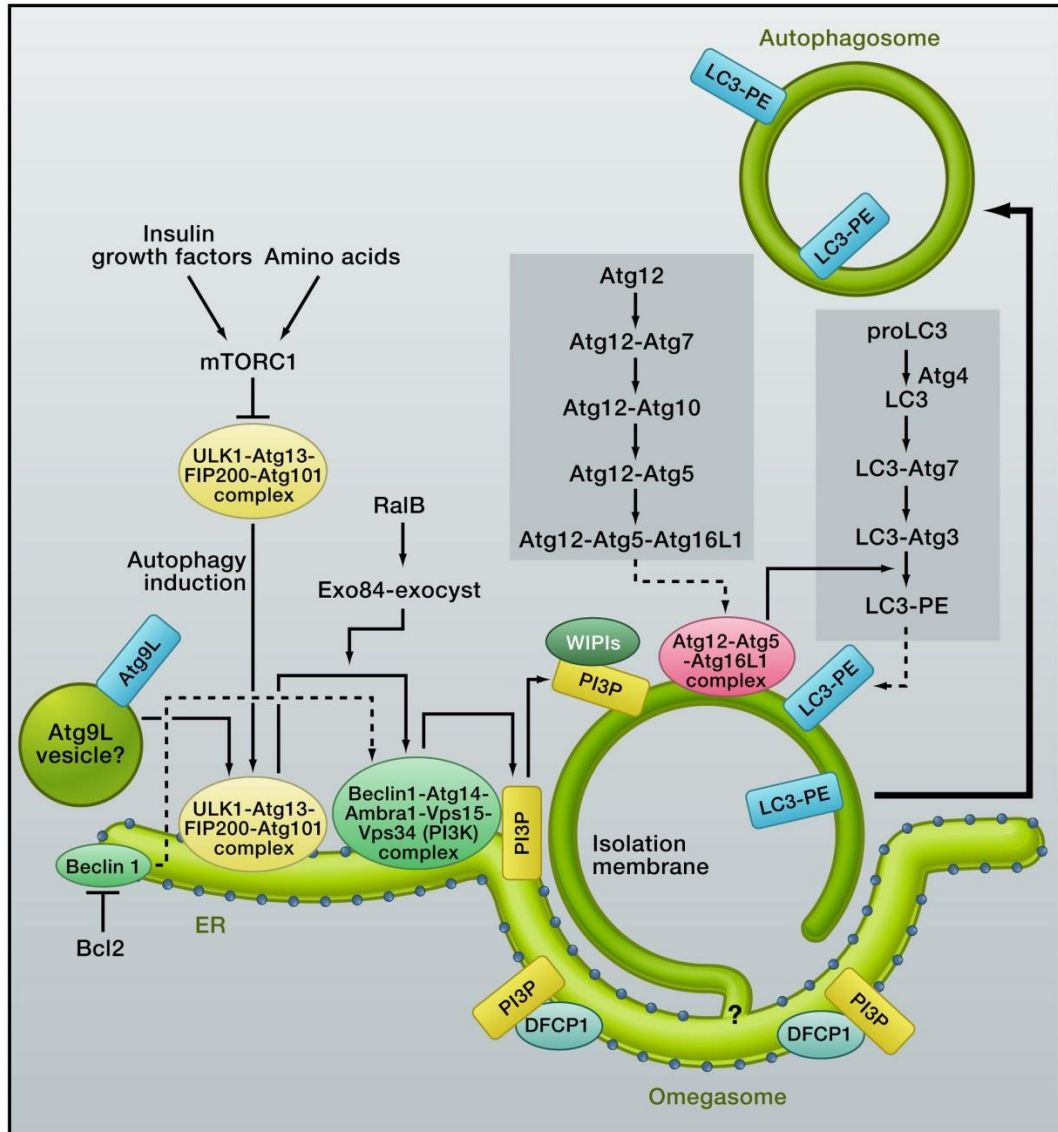 Autophagosome
LC3-PE
LC3-PE
Insulin
growth factors
Amino acids
mTORC1
ULK1-Atg13-
FIP200-Atg101
complex
Autophagy
induction
RalB
Exo84-exocyst
Atg12
Atg12-Atg7
Atg12-Atg10
Atg12-Atg5
Atg12-Atg5-Atg16L1
proLC3
Atg4
LC3
LC3-Atg7
LC3-Atg3
LC3-PE
Atg9L
Atg9L
vesicle?
ULK1-Atg13-
FIP200-Atg101
complex
Beclin1-Atg14-
Ambra1-Vps15-
Vps34 (PI3K)
complex
PI3P
WIPIs
PI3P
Atg12-Atg5
-Atg16L1
complex
LC3-PE
LC3-PE
Isolation
membrane
Beclin 1
Bcl2
ER
PI3P
DFCP1
?
DFCP1
PI3P
Omegasome